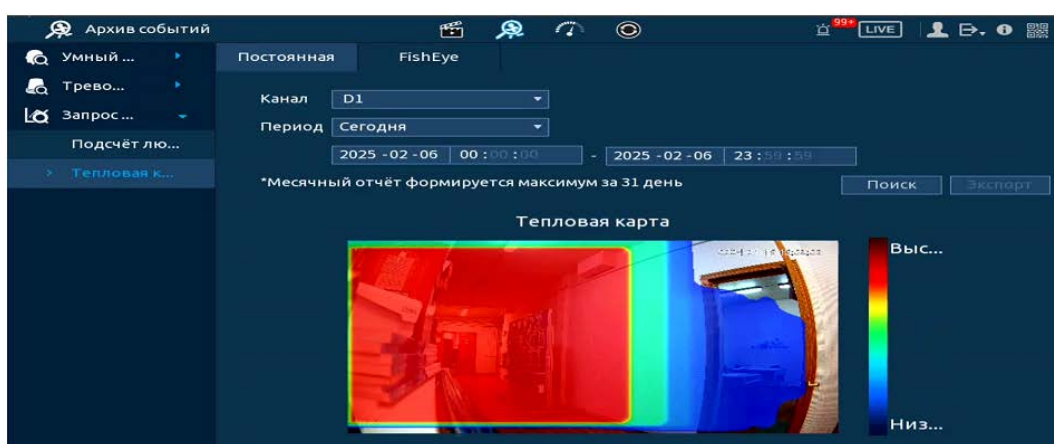 Архив событий
99+
LIVE
Умный ...
Трево...
Запрос ...
Подсчёт лю...
Тепловая к...
Постоянная FishEye
Канал D1
Период Сегодня
2025 -02 -06 00 :00 :00 - 2025 -02 -06 23 :59 :59
*Месячный отчёт формируется максимум за 31 день
Поиск Экспорт
Тепловая карта
Выс...
Низ...